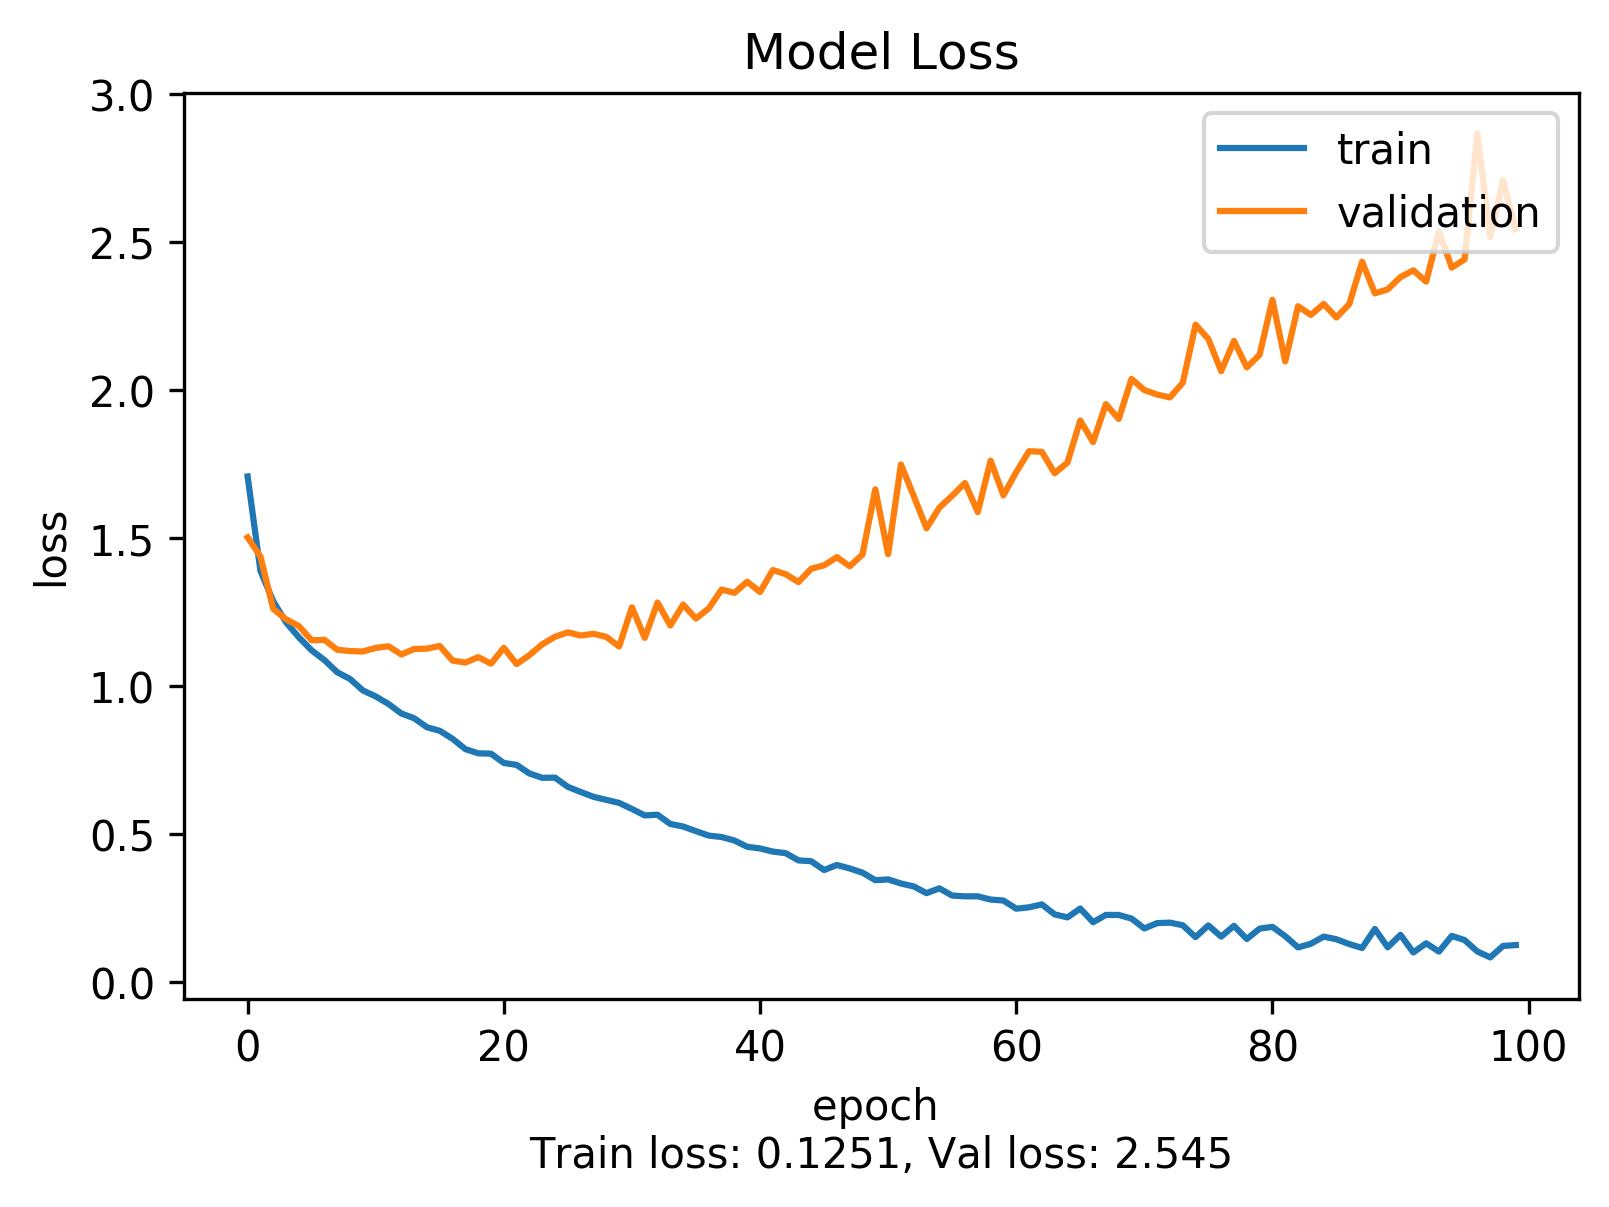 Model Loss
3.0
2.5
2.0
1.5
1.0
0.5
0.0
loss
train
validation
0 20 40 60 80 100
epoch
Train loss: 0.1251, Val loss: 2.545